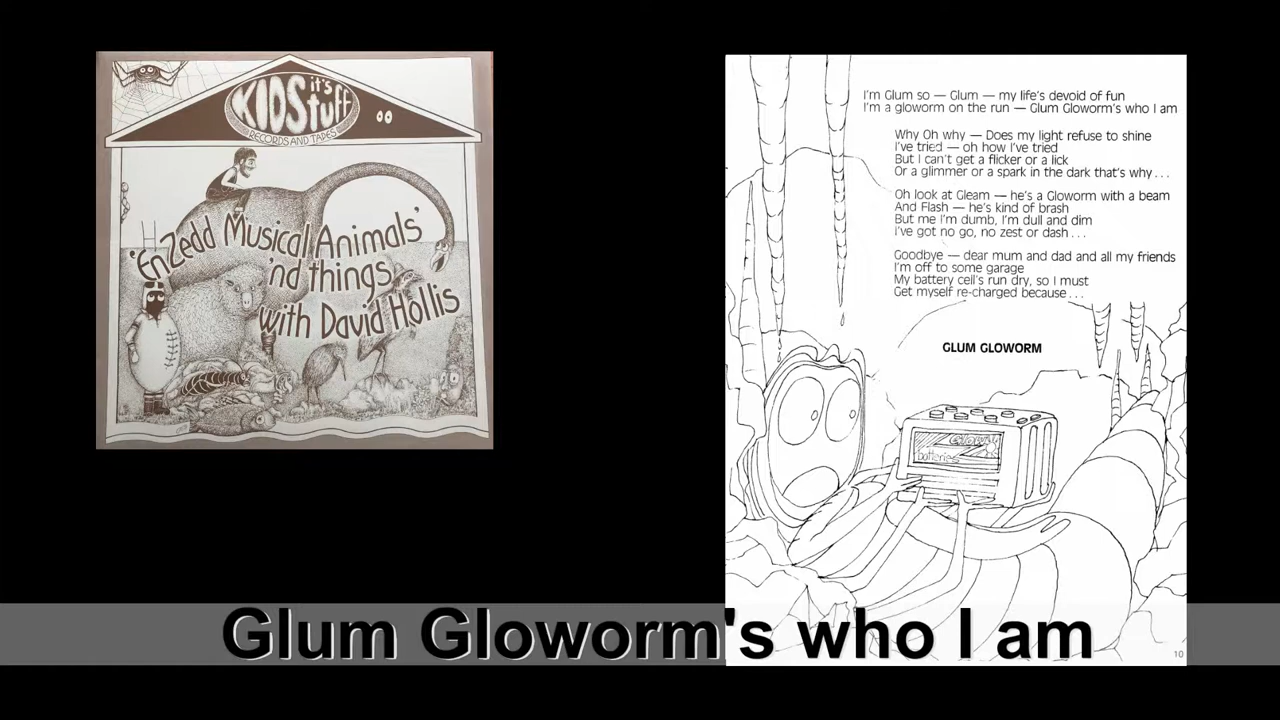 it's
KIDStuff
RECORDS AND TAPES
'EnZedd Musical Animals'
'nd things
with David Hollis
I'm Glum so — Glum — my life's devoid of fun
I'm a gloworm on the run — Glum Gloworm's who I am
Why Oh why — Does my light refuse to shine
I've tried — oh how I've tried
But I can't get a flicker or a lick
Or a glimmer or a spark in the dark that's why . . .
Oh look at Gleam — he's a Gloworm with a beam
And Flash — he's kind of brash
But me I'm dumb, I'm dull and dim
I've got no go, no zest or dash . . .
Goodbye — dear mum and dad and all my friends
I'm off to some garage
My battery cell's run dry, so I must
Get myself re-charged because . . .
GLUM GLOWORM
Glowy
batteries
10
Glum Gloworm's who I am